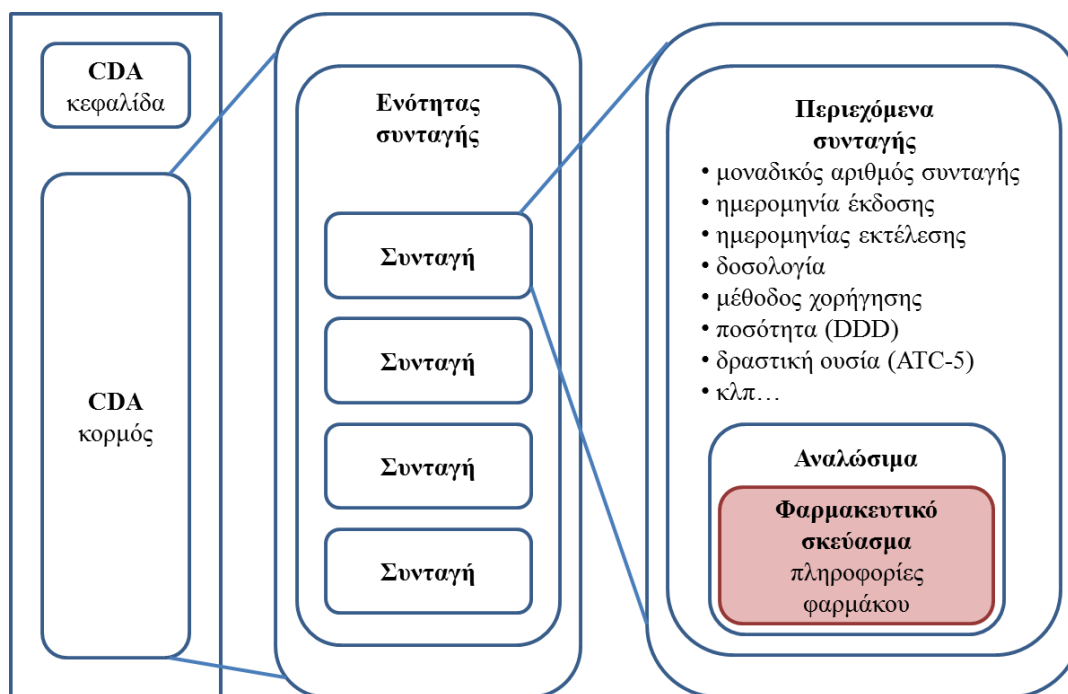 CDA
κεφαλίδα
CDA
κορμός
Ενότητας
συνταγής
Συνταγή
Συνταγή
Συνταγή
Συνταγή
Περιεχόμενα
συνταγής
• μοναδικός αριθμός συνταγής
• ημερομηνία έκδοσης
• ημερομηνίας εκτέλεσης
• δοσολογία
• μέθοδος χορήγησης
• ποσότητα (DDD)
• δραστική ουσία (ATC-5)
• κλπ…
Αναλώσιμα
Φαρμακευτικό
σκεύασμα
πληροφορίες
φαρμάκου